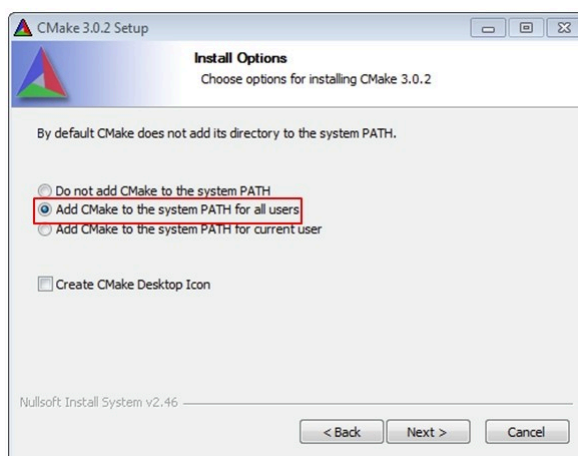 CMake 3.0.2 Setup
Install Options
Choose options for installing CMake 3.0.2
By default CMake does not add its directory to the system PATH.
Do not add CMake to the system PATH
Add CMake to the system PATH for all users
Add CMake to the system PATH for current user
Create CMake Desktop Icon
Nullsoft Install System v2.46
< Back Next > Cancel